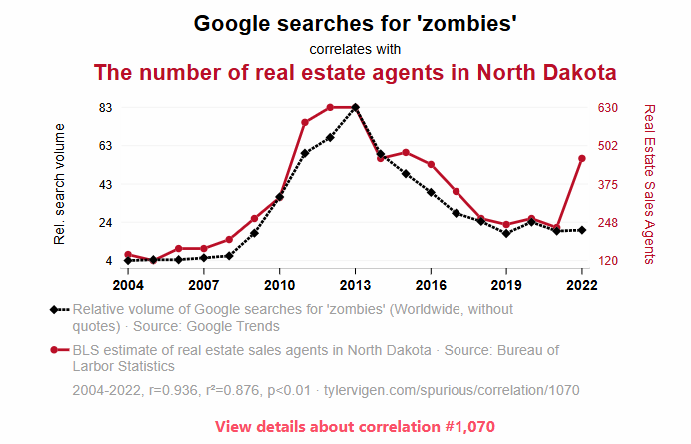 Google searches for 'zombies'
correlates with
The number of real estate agents in North Dakota
83
63
43
24
4
Rel. search volume
630
502
375
248
120
Real Estate Sales Agents
2004 2007 2010 2013 2016 2019 2022
Relative volume of Google searches for 'zombies' (Worldwide, without
quotes) · Source: Google Trends
BLS estimate of real estate sales agents in North Dakota · Source: Bureau of
Larbor Statistics
2004-2022, r=0.936, r²=0.876, p<0.01 · tylervigen.com/spurious/correlation/1070
View details about correlation #1,070